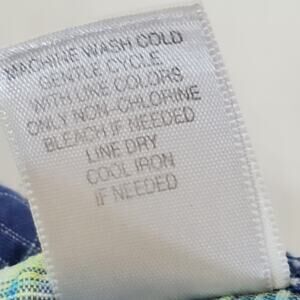 MACHINE WASH COLD
GENTLE CYCLE
WITH LIKE COLORS
ONLY NON-CHLORINE
BLEACH IF NEEDED
LINE DRY
COOL IRON
IF NEEDED